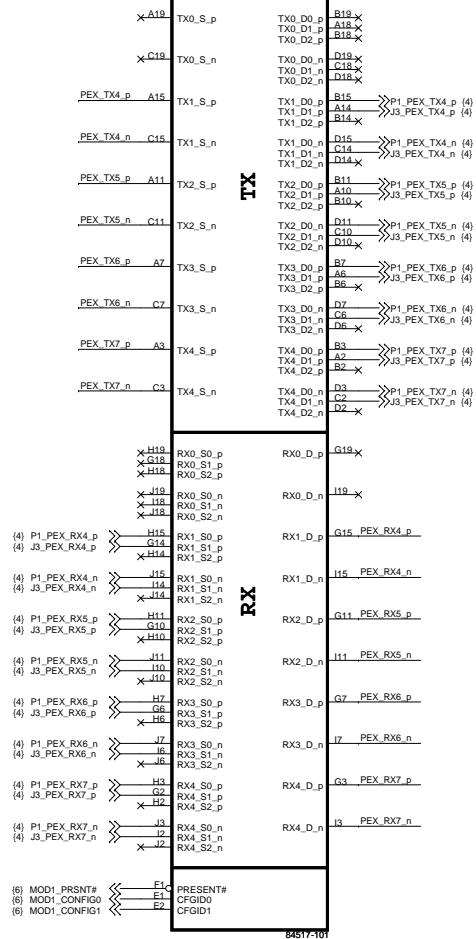 A19 TX0_S_p TX0_D0_p B19
TX0_D1_p A18
TX0_D2_p B18
C19 TX0_S_n TX0_D0_n D19
TX0_D1_n C18
TX0_D2_n D18
PEX_TX4_p A15 TX1_S_p TX1_D0_p B15 P1_PEX_TX4_p {4}
TX1_D1_p A14 J3_PEX_TX4_p {4}
TX1_D2_p B14
PEX_TX4_n C15 TX1_S_n TX1_D0_n D15 P1_PEX_TX4_n {4}
TX1_D1_n C14 J3_PEX_TX4_n {4}
TX1_D2_n D14
PEX_TX5_p A11 TX2_S_p TX TX2_D0_p B11 P1_PEX_TX5_p {4}
TX2_D1_p A10 J3_PEX_TX5_p {4}
TX2_D2_p B10
PEX_TX5_n C11 TX2_S_n TX2_D0_n D11 P1_PEX_TX5_n {4}
TX2_D1_n C10 J3_PEX_TX5_n {4}
TX2_D2_n D10
PEX_TX6_p A7 TX3_S_p TX3_D0_p B7 P1_PEX_TX6_p {4}
TX3_D1_p A6 J3_PEX_TX6_p {4}
TX3_D2_p B6
PEX_TX6_n C7 TX3_S_n TX3_D0_n D7 P1_PEX_TX6_n {4}
TX3_D1_n C6 J3_PEX_TX6_n {4}
TX3_D2_n D6
PEX_TX7_p A3 TX4_S_p TX4_D0_p B3 P1_PEX_TX7_p {4}
TX4_D1_p A2 J3_PEX_TX7_p {4}
TX4_D2_p B2
PEX_TX7_n C3 TX4_S_n TX4_D0_n D3 P1_PEX_TX7_n {4}
TX4_D1_n C2 J3_PEX_TX7_n {4}
TX4_D2_n D2
H19 RX0_S0_p RX0_D_p G19
G18 RX0_S1_p
H18 RX0_S2_p
J19 RX0_S0_n RX0_D_n I19
I18 RX0_S1_n
J18 RX0_S2_n
{4} P1_PEX_RX4_p H15 RX1_S0_p RX1_D_p G15 PEX_RX4_p
{4} J3_PEX_RX4_p G14 RX1_S1_p
H14 RX1_S2_p
{4} P1_PEX_RX4_n J15 RX1_S0_n RX1_D_n I15 PEX_RX4_n
{4} J3_PEX_RX4_n I14 RX1_S1_n
J14 RX1_S2_n
RX
{4} P1_PEX_RX5_p H11 RX2_S0_p RX2_D_p G11 PEX_RX5_p
{4} J3_PEX_RX5_p G10 RX2_S1_p
H10 RX2_S2_p
{4} P1_PEX_RX5_n J11 RX2_S0_n RX2_D_n I11 PEX_RX5_n
{4} J3_PEX_RX5_n I10 RX2_S1_n
J10 RX2_S2_n
{4} P1_PEX_RX6_p H7 RX3_S0_p RX3_D_p G7 PEX_RX6_p
{4} J3_PEX_RX6_p G6 RX3_S1_p
H6 RX3_S2_p
{4} P1_PEX_RX6_n J7 RX3_S0_n RX3_D_n I7 PEX_RX6_n
{4} J3_PEX_RX6_n I6 RX3_S1_n
J6 RX3_S2_n
{4} P1_PEX_RX7_p H3 RX4_S0_p RX4_D_p G3 PEX_RX7_p
{4} J3_PEX_RX7_p G2 RX4_S1_p
H2 RX4_S2_p
{4} P1_PEX_RX7_n J3 RX4_S0_n RX4_D_n I3 PEX_RX7_n
{4} J3_PEX_RX7_n I2 RX4_S1_n
J2 RX4_S2_n
{6} MOD1_PRSNT# F1 PRESENT#
{6} MOD1_CONFIG0 E1 CFGID0
{6} MOD1_CONFIG1 E2 CFGID1
84517-101